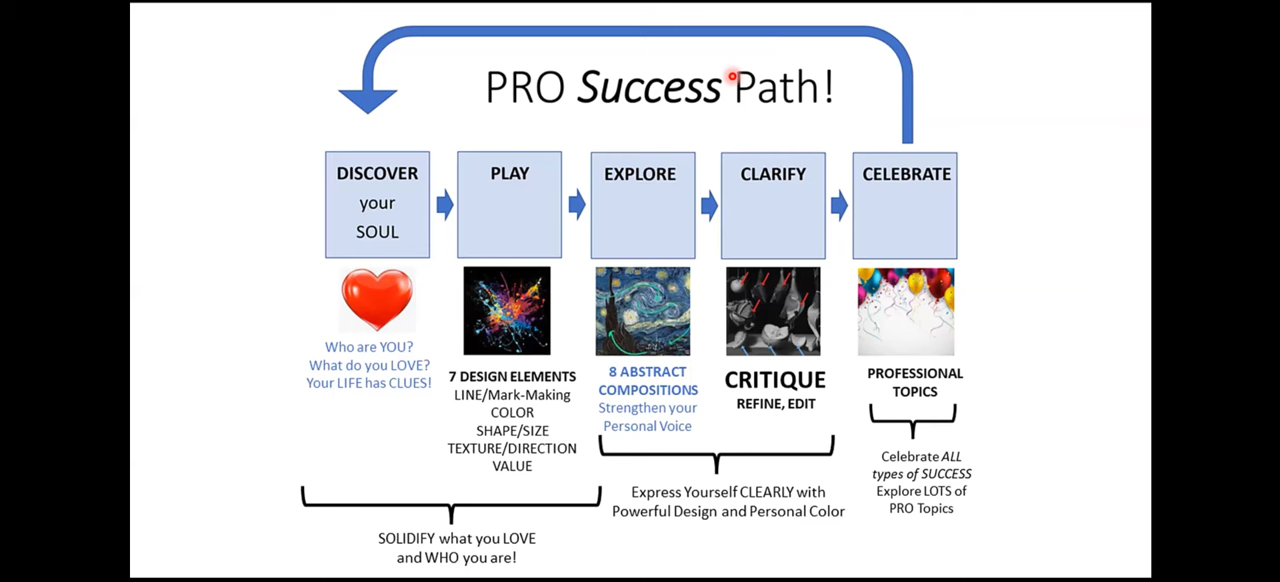 PRO Success Path!
DISCOVER
your
SOUL
PLAY
EXPLORE
CLARIFY
CELEBRATE
Who are YOU?
What do you LOVE?
Your LIFE has CLUES!
7 DESIGN ELEMENTS
LINE/Mark-Making
COLOR
SHAPE/SIZE
TEXTURE/DIRECTION
VALUE
8 ABSTRACT
COMPOSITIONS
Strengthen your
Personal Voice
CRITIQUE
REFINE, EDIT
PROFESSIONAL
TOPICS
SOLIDIFY what you LOVE
and WHO you are!
Express Yourself CLEARLY with
Powerful Design and Personal Color
Celebrate ALL
types of SUCCESS
Explore LOTS of
PRO Topics